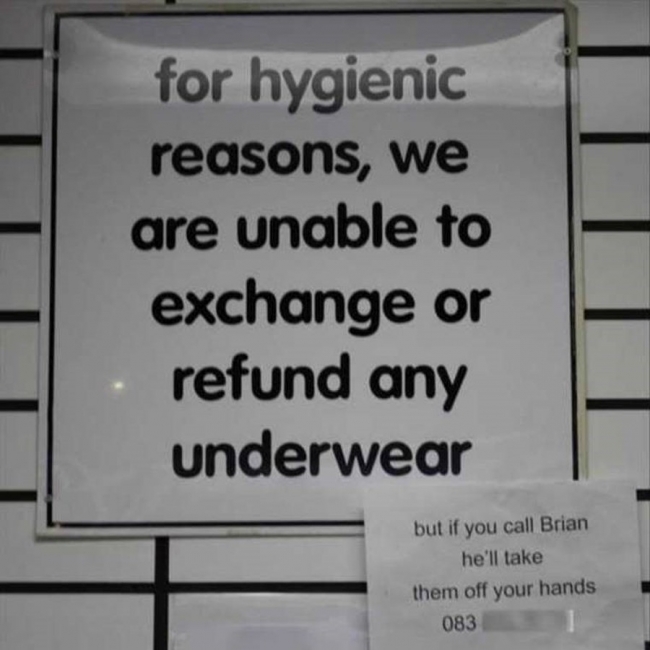 for hygienic
reasons, we
are unable to
exchange or
refund any
underwear
but if you call Brian
he'll take
them off your hands
083